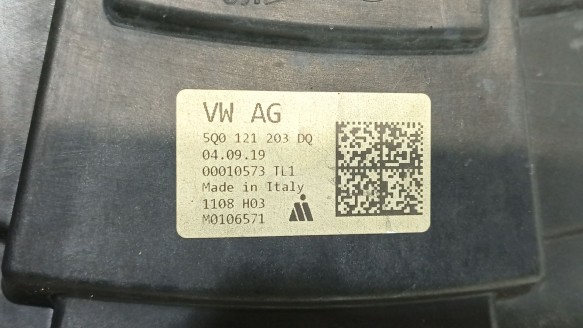 VW AG
5Q0 121 203 DQ
04.09.19
00010573 TL1
Made in Italy
1108 H03
M0106571